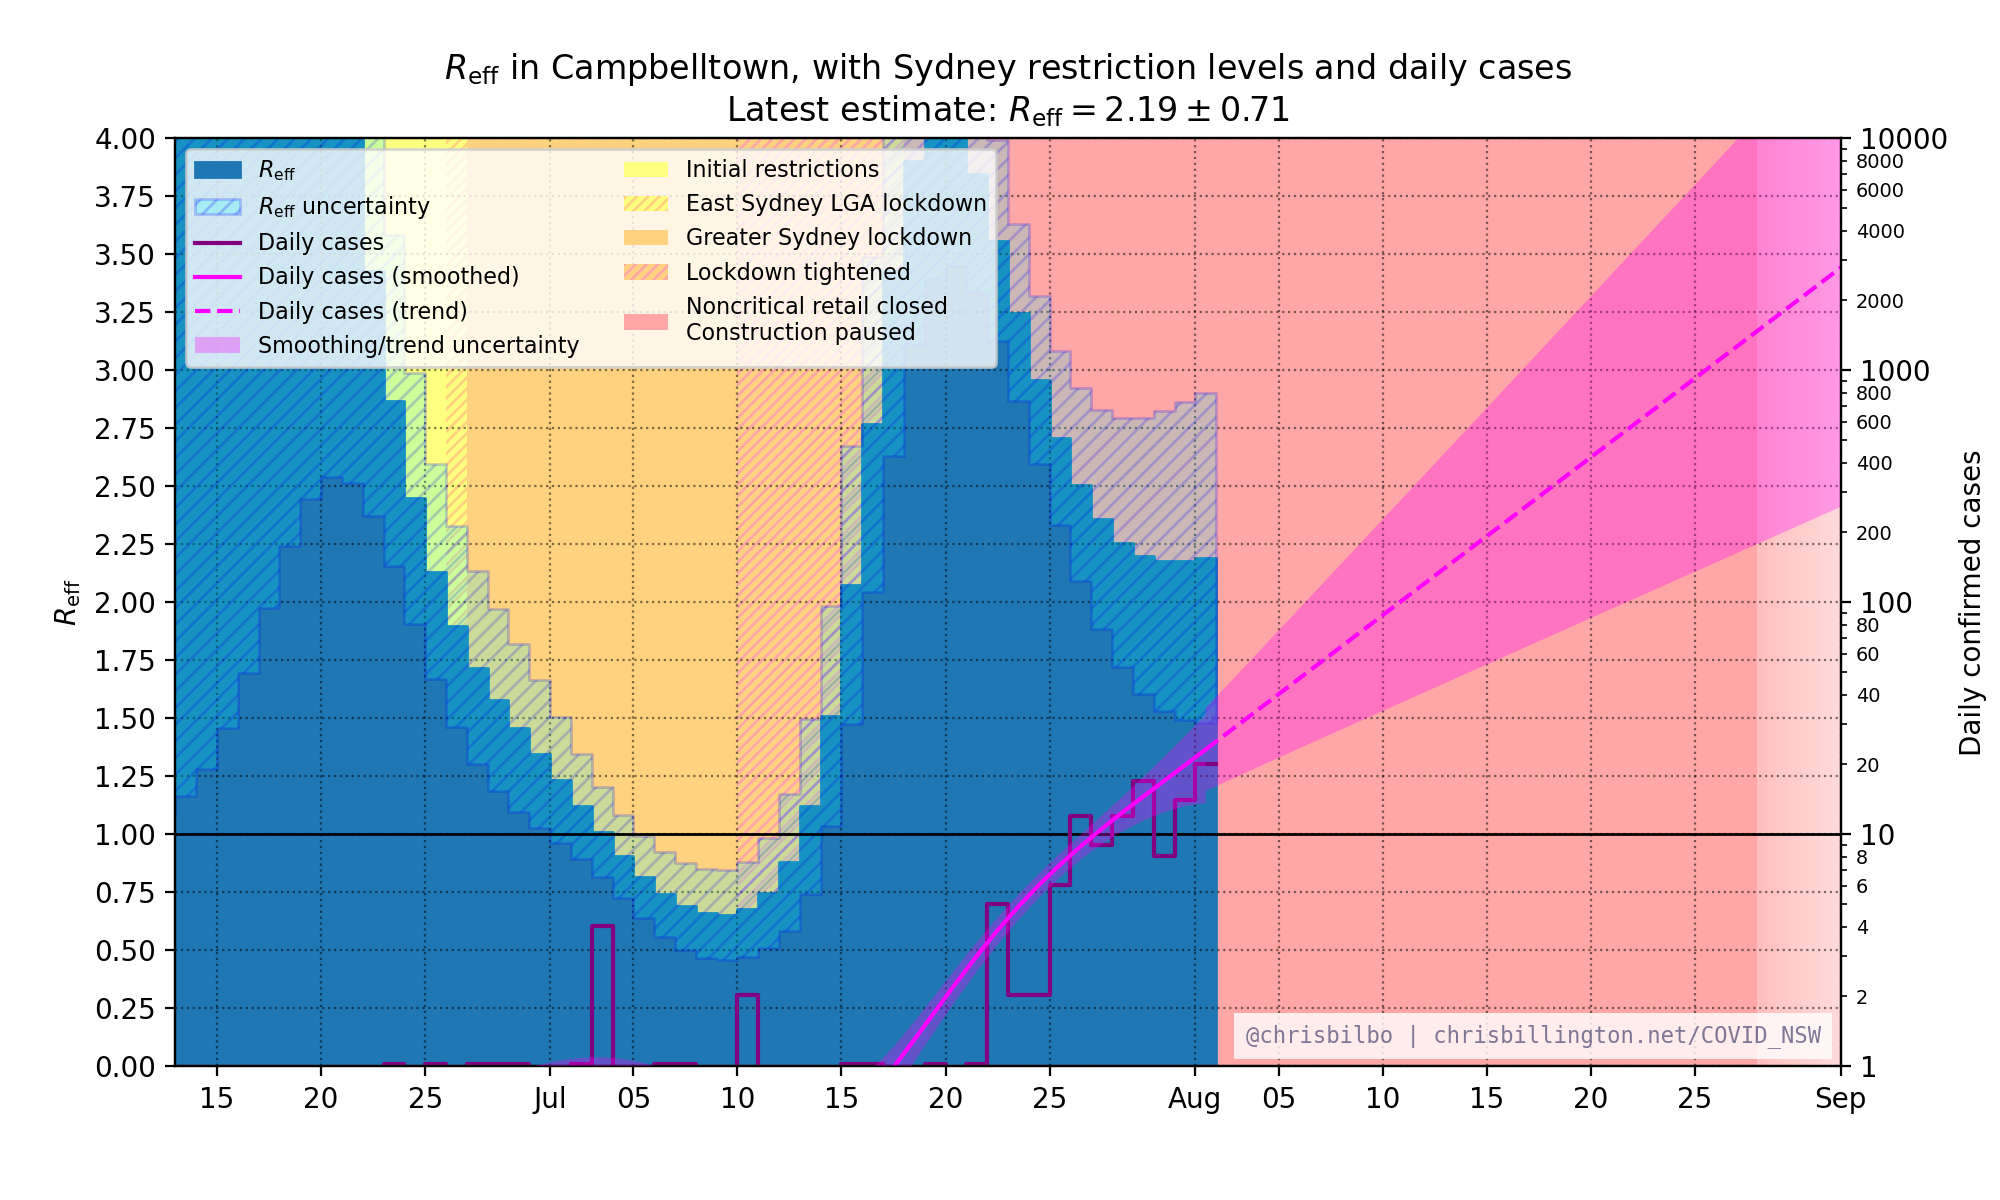 Reff in Campbelltown, with Sydney restriction levels and daily cases
Latest estimate: Reff = 2.19 ± 0.71
Reff
Reff uncertainty
Daily cases
Daily cases (smoothed)
Daily cases (trend)
Smoothing/trend uncertainty
Initial restrictions
East Sydney LGA lockdown
Greater Sydney lockdown
Lockdown tightened
Noncritical retail closed
Construction paused
Reff
4.00
3.75
3.50
3.25
3.00
2.75
2.50
2.25
2.00
1.75
1.50
1.25
1.00
0.75
0.50
0.25
0.00
15
20
25
Jul
05
10
15
20
25
Aug
05
10
15
20
25
Sep
10000
8000
6000
4000
2000
1000
800
600
400
200
100
80
60
40
20
10
8
6
4
2
1
Daily confirmed cases
@chrisbilbo | chrisbillington.net/COVID_NSW